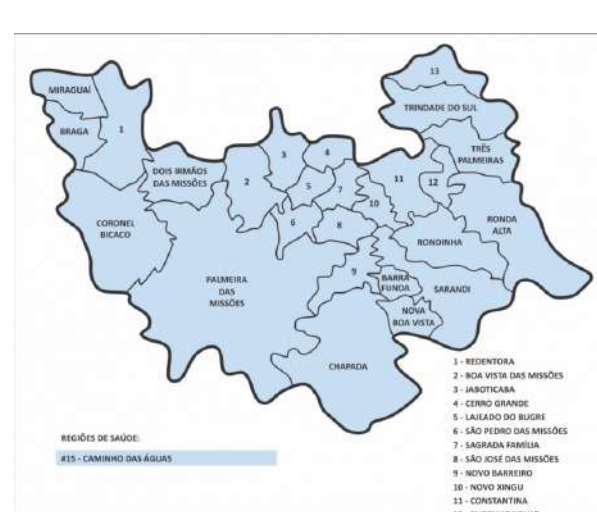 13
MIRAGUAÍ
TRINDADE DO SUL
BRAGA
1
3
4
TRÊS
PALMEIRAS
DOIS IRMÃOS
DAS MISSÕES
2
5
7
11
12
10
CORONEL
BICACO
6
8
RONDA
ALTA
RONDINHA
PALMEIRA
DAS
MISSÕES
9
BARRA
FUNDA
SARANDI
NOVA
BOA VISTA
CHAPADA
1 - REDENTORA
2 - BOA VISTA DAS MISSÕES
3 - JABOTICABA
4 - CERRO GRANDE
5 - LAJEADO DO BUGRE
6 - SÃO PEDRO DAS MISSÕES
7 - SAGRADA FAMÍLIA
8 - SÃO JOSÉ DAS MISSÕES
9 - NOVO BARREIRO
10 - NOVO XINGU
11 - CONSTANTINA
REGIÕES DE SAÚDE:
#15 - CAMINHO DAS ÁGUAS